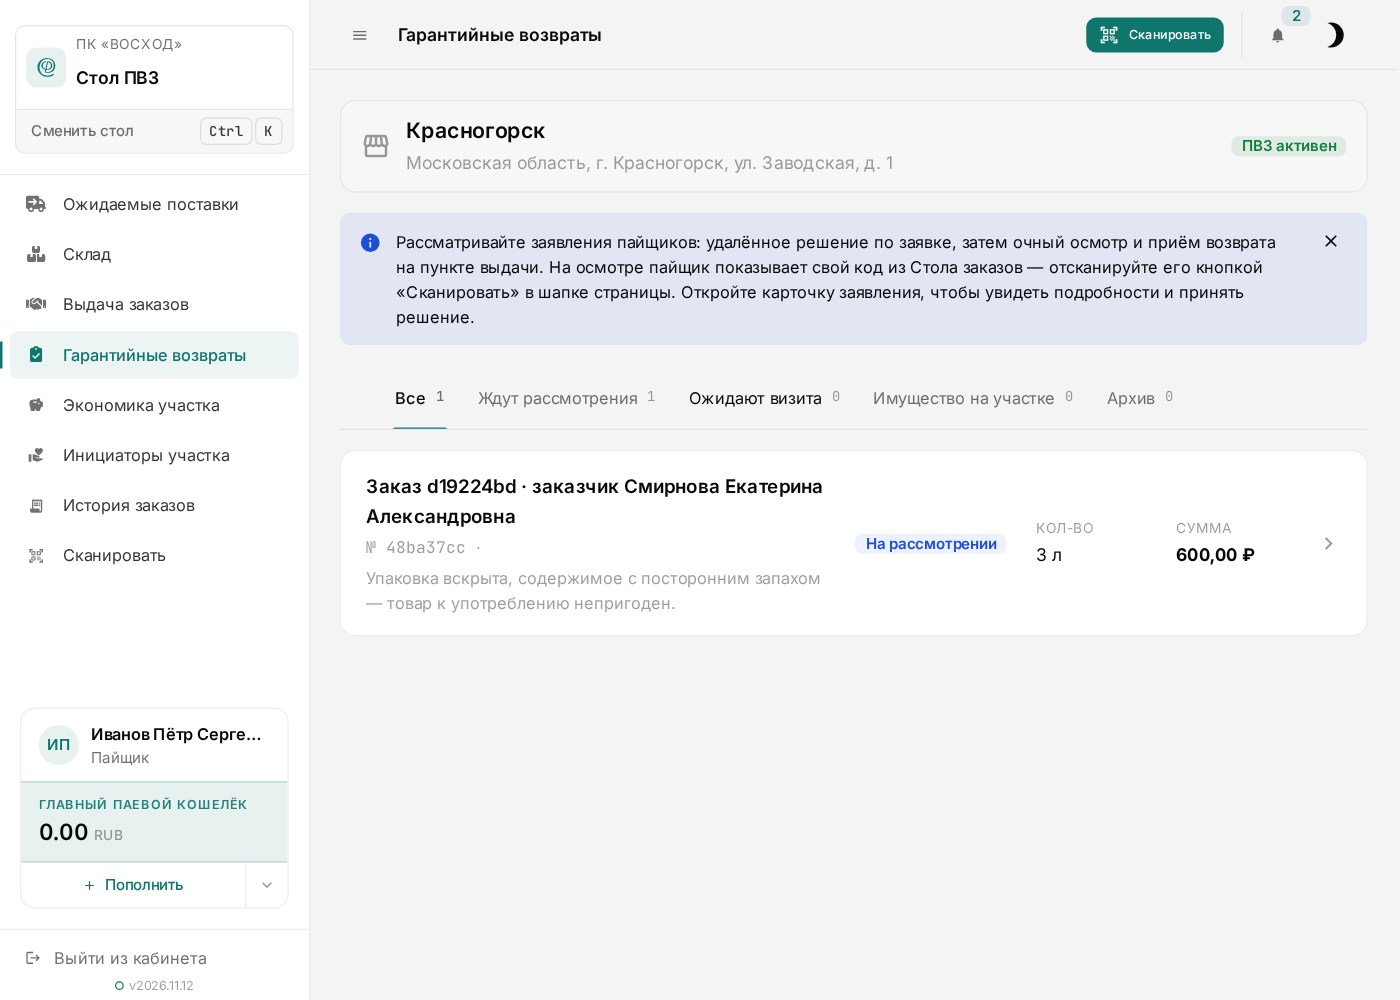 ПК «ВОСХОД»
Стол ПВЗ
Сменить стол
Ctrl K
Ожидаемые поставки
Склад
Выдача заказов
Гарантийные возвраты
Экономика участка
Инициаторы участка
История заказов
Сканировать
ИП
Иванов Пётр Серге...
Пайщик
ГЛАВНЫЙ ПАЕВОЙ КОШЕЛЁК
0.00 RUB
+ Пополнить
Выйти из кабинета
v2026.11.12
Гарантийные возвраты
Сканировать
2
Красногорск
Московская область, г. Красногорск, ул. Заводская, д. 1
ПВЗ активен
Рассматривайте заявления пайщиков: удалённое решение по заявке, затем очный осмотр и приём возврата
на пункте выдачи. На осмотре пайщик показывает свой код из Стола заказов — отсканируйте его кнопкой
«Сканировать» в шапке страницы. Откройте карточку заявления, чтобы увидеть подробности и принять
решение.
Все 1 Ждут рассмотрения 1 Ожидают визита 0 Имущество на участке 0 Архив 0
Заказ d19224bd · заказчик Смирнова Екатерина
Александровна
№ 48ba37cc ·
Упаковка вскрыта, содержимое с посторонним запахом
— товар к употреблению непригоден.
На рассмотрении
КОЛ-ВО
3 л
СУММА
600,00 ₽